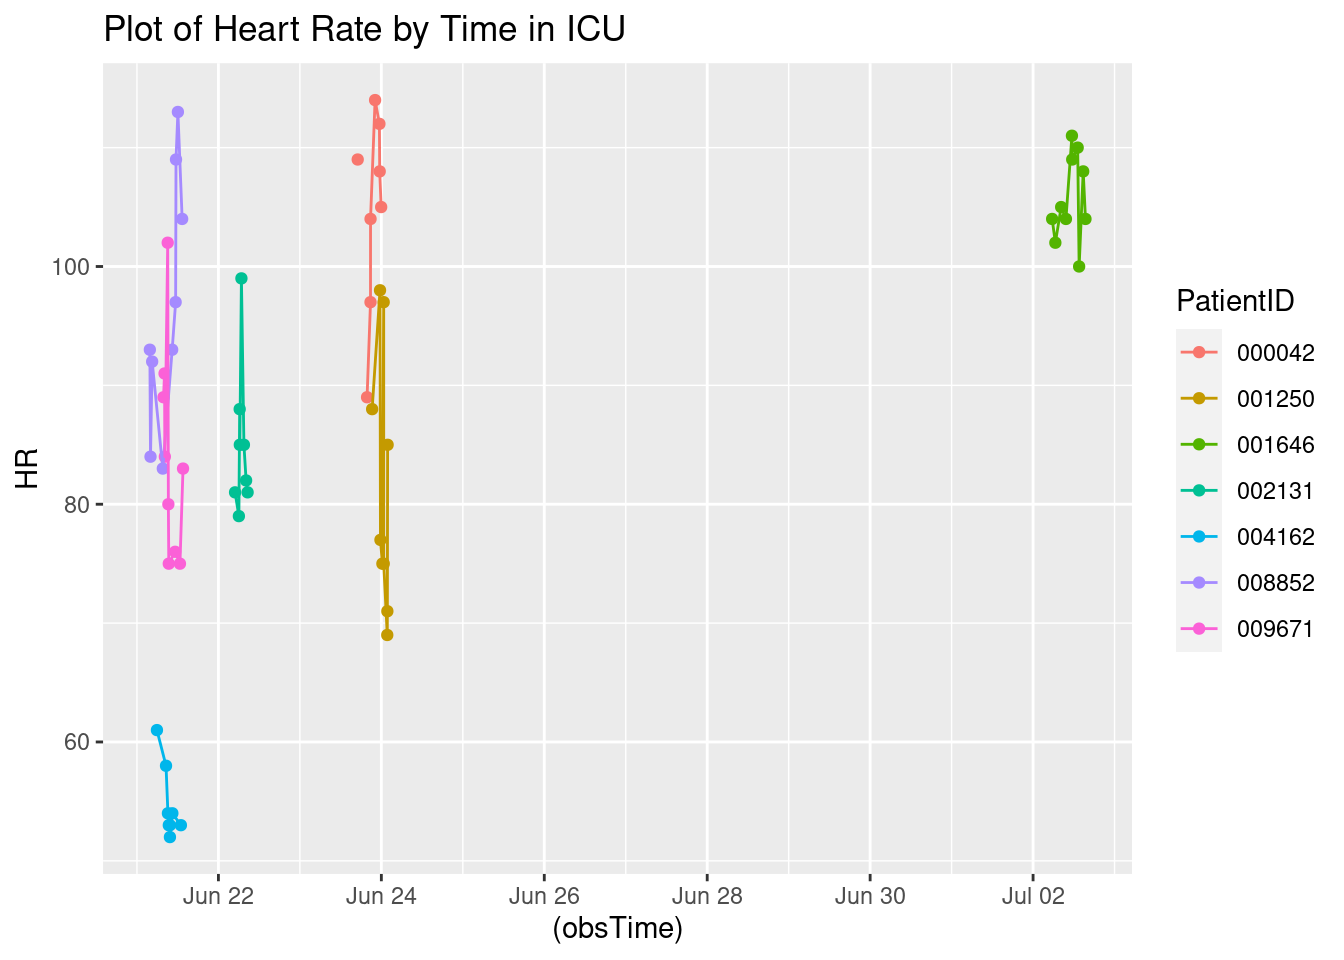 Plot of Heart Rate by Time in ICU
HR
100
80
60
Jun 22
Jun 24
Jun 26
Jun 28
Jun 30
Jul 02
(obsTime)
PatientID
000042
001250
001646
002131
004162
008852
009671